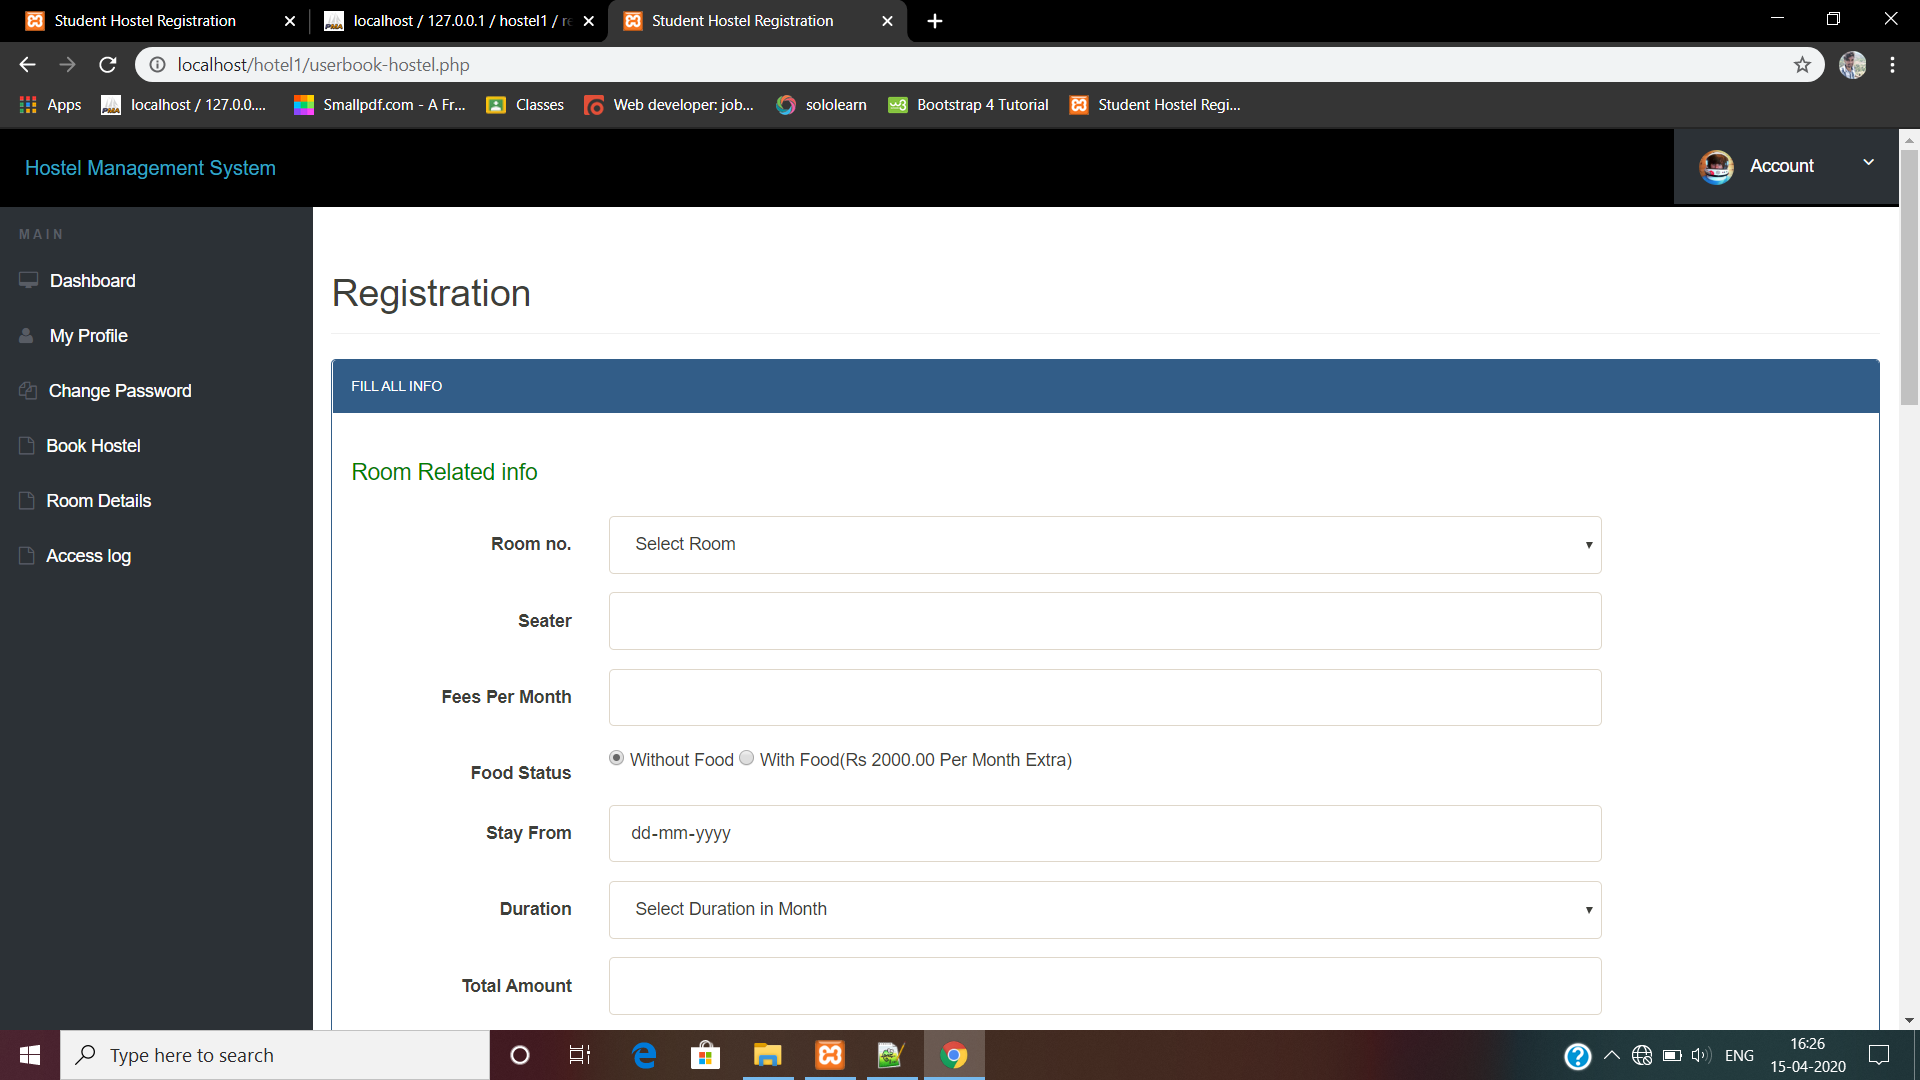 Student Hostel Registration
localhost / 127.0.0.1 / hostel1 / re
Student Hostel Registration
localhost/hotel1/userbook-hostel.php
Apps
localhost / 127.0.0....
Smallpdf.com - A Fr...
Classes
Web developer: job...
sololearn
Bootstrap 4 Tutorial
Student Hostel Regi...
Hostel Management System
Account
MAIN
Dashboard
My Profile
Change Password
Book Hostel
Room Details
Access log
Registration
FILL ALL INFO
Room Related info
Room no.
Select Room
Seater
Fees Per Month
Food Status
Without Food With Food(Rs 2000.00 Per Month Extra)
Stay From
dd-mm-yyyy
Duration
Select Duration in Month
Total Amount
Type here to search
ENG
16:26
15-04-2020